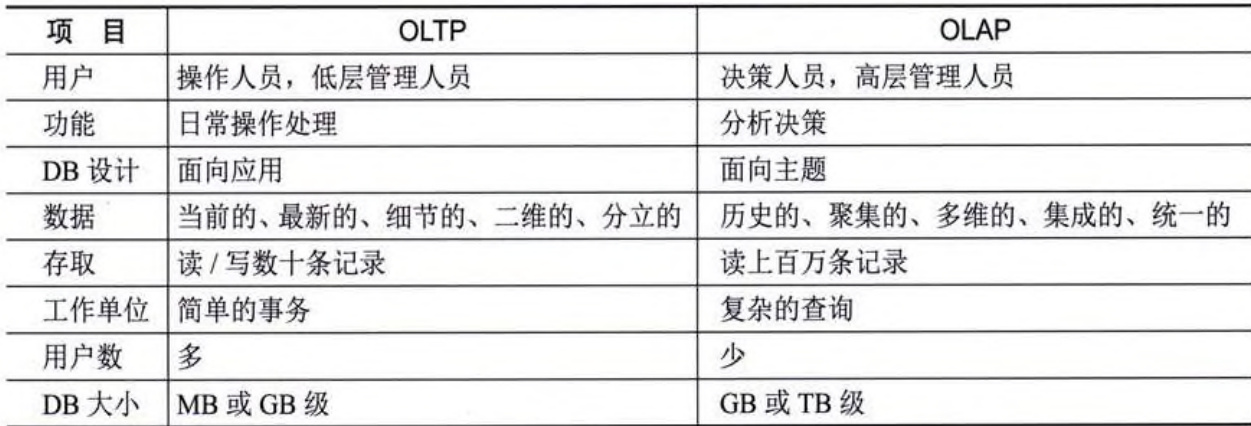 项 目 OLTP OLAP
用户 操作人员，低层管理人员 决策人员，高层管理人员
功能 日常操作处理 分析决策
DB 设计 面向应用 面向主题
数据 当前的、最新的、细节的、二维的、分立的 历史的、聚集的、多维的、集成的、统一的
存取 读 / 写数十条记录 读上百万条记录
工作单位 简单的事务 复杂的查询
用户数 多 少
DB 大小 MB 或 GB 级 GB 或 TB 级